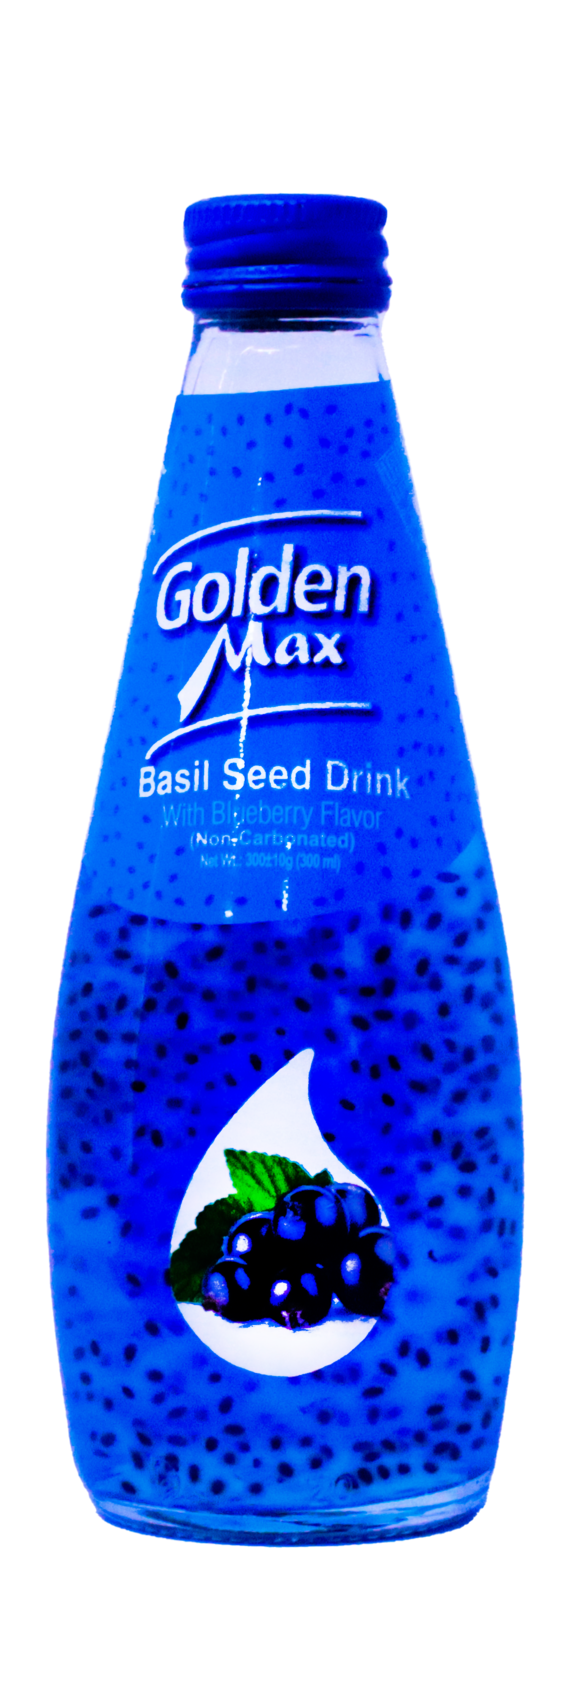 Golden
Max
Basil Seed Drink
With Blueberry Flavor
(Non-Carbonated)
Net Wt.: 300±10g (300 ml)